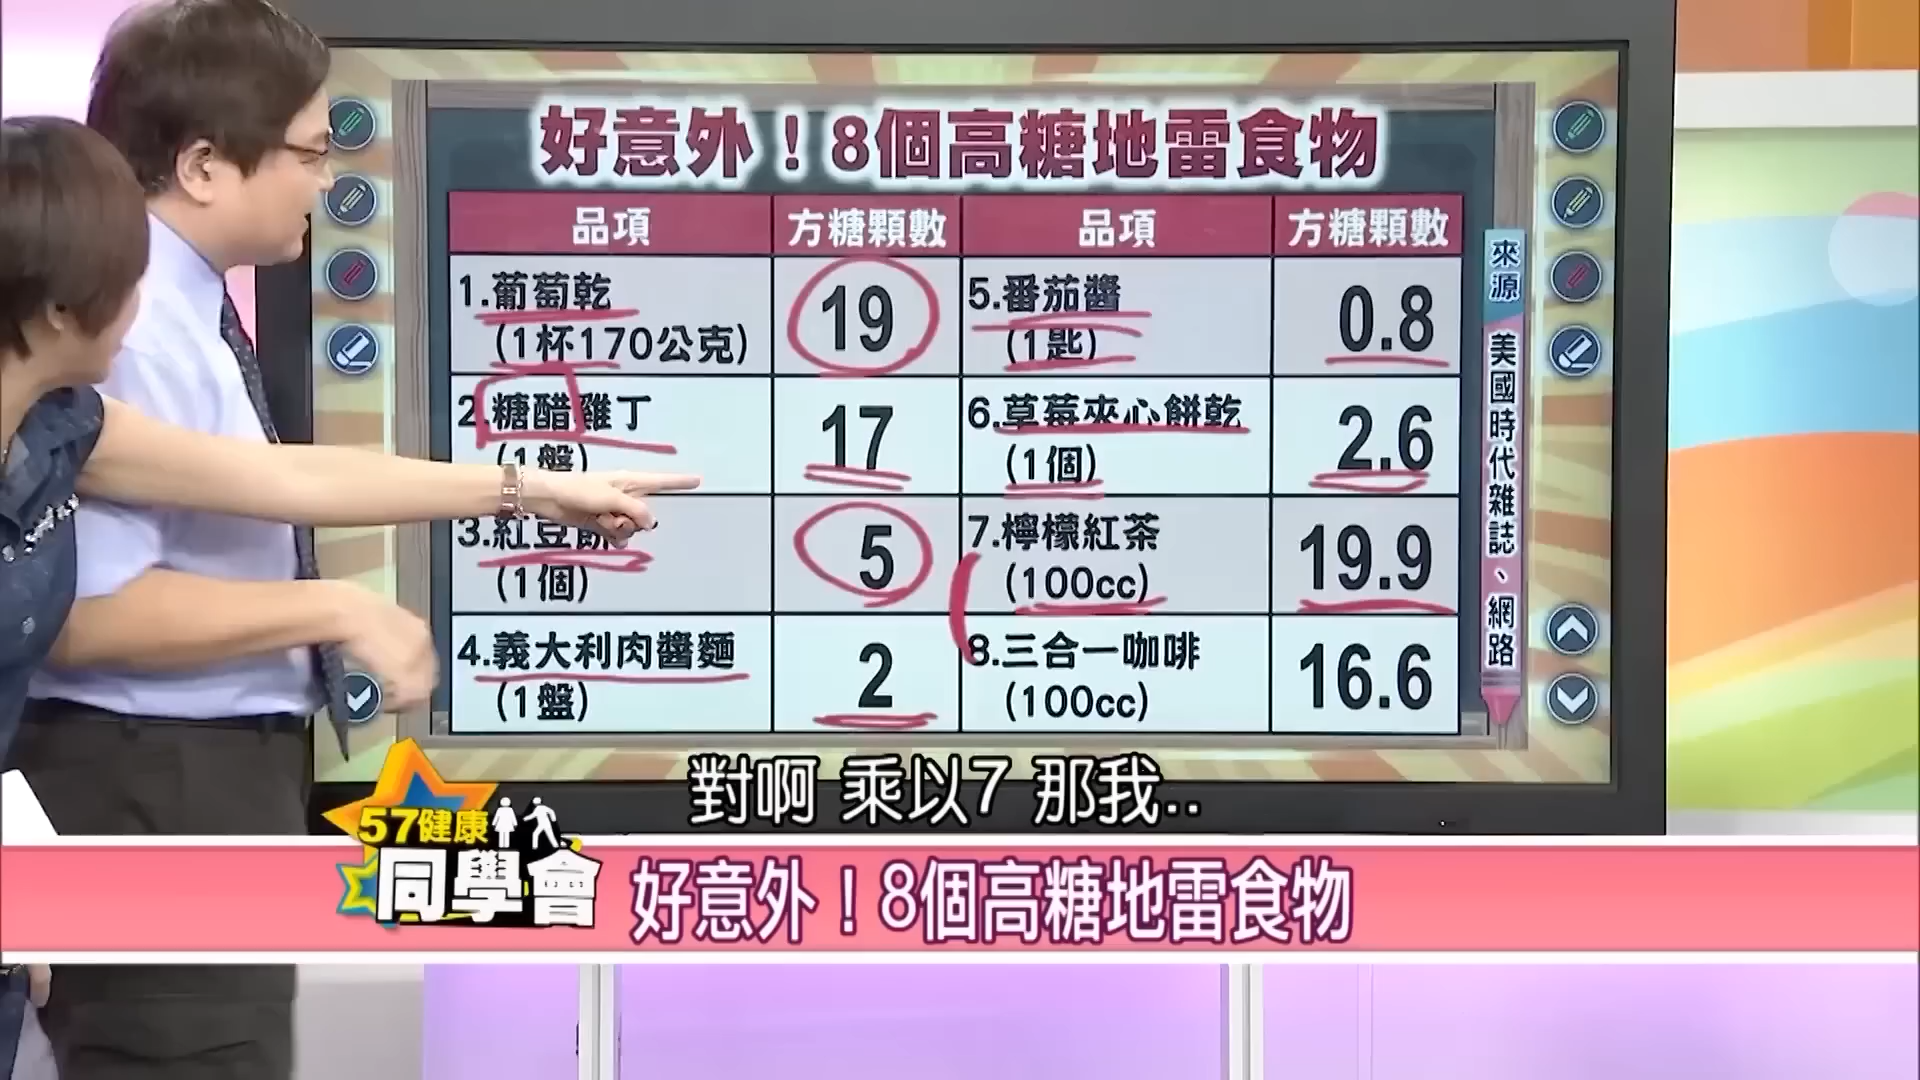 好意外！8個高糖地雷食物
品項 方糖顆數 品項 方糖顆數
1.葡萄乾
(1杯170公克)
19
5.番茄醬
(1匙)
0.8
2.糖醋雞丁
(1盤)
17
6.草莓夾心餅乾
(1個)
2.6
3.紅豆餅
(1個)
5
7.檸檬紅茶
(100cc)
19.9
4.義大利肉醬麵
(1盤)
2
8.三合一咖啡
(100cc)
16.6
來源 美國時代雜誌、網路
對啊 乘以7 那我..
57健康
同學會
好意外！8個高糖地雷食物